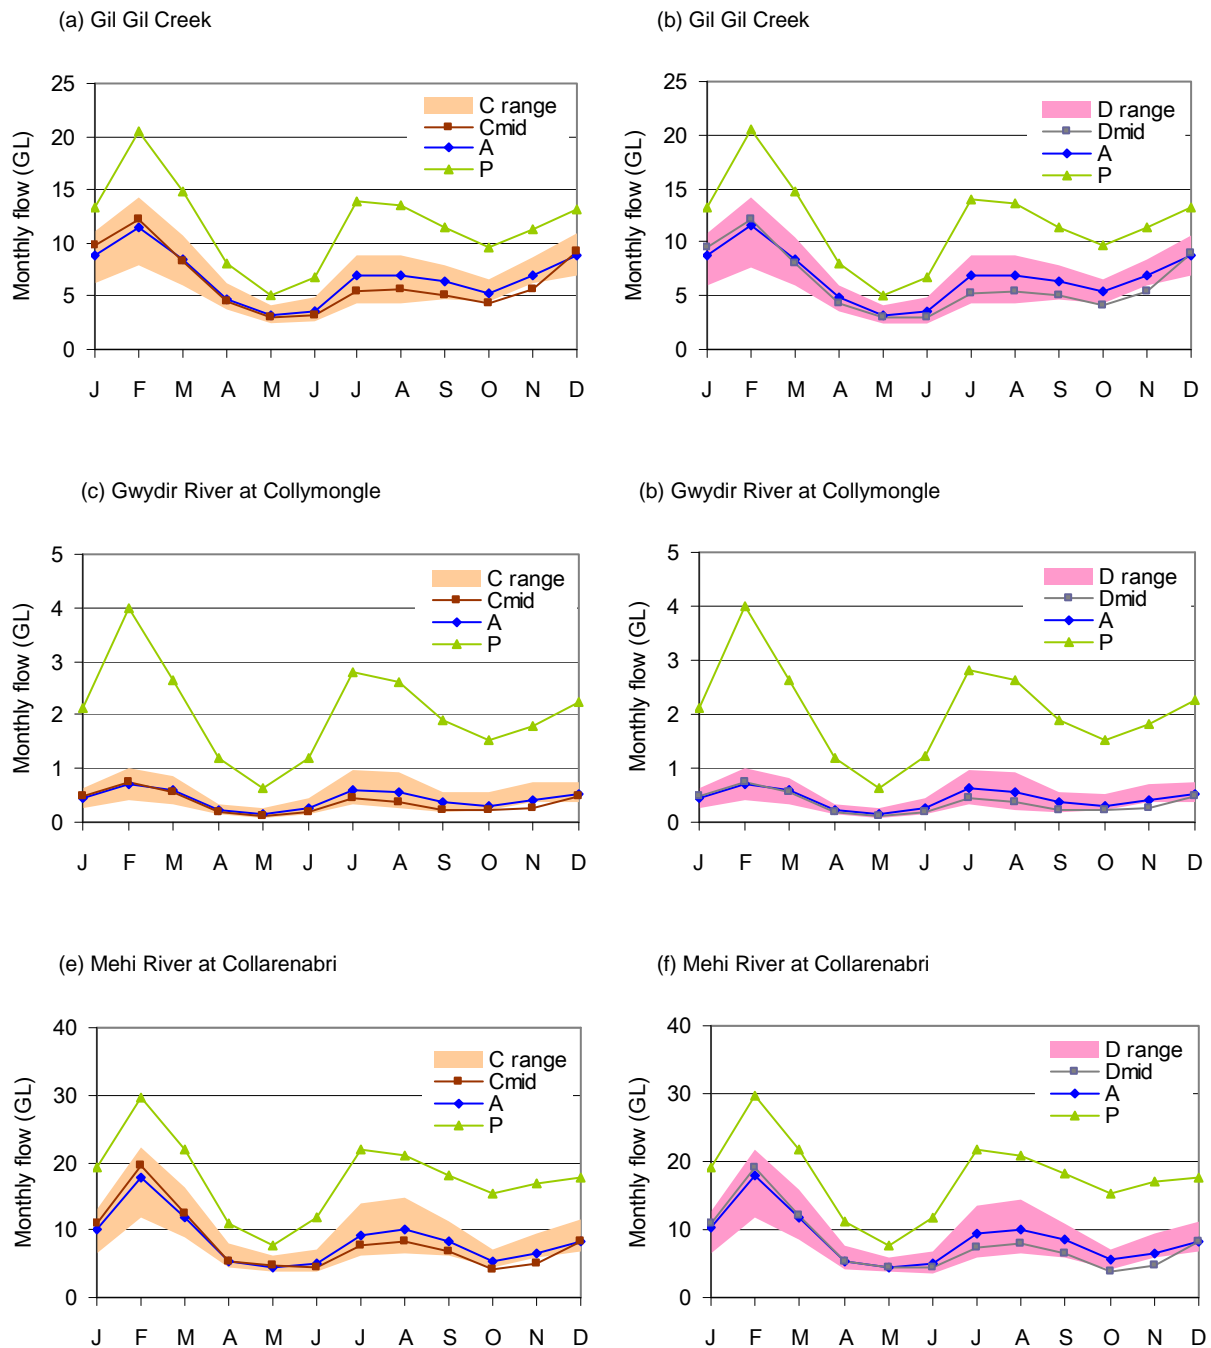 (a) Gil Gil Creek
Monthly flow (GL)
25
20
15
10
5
0
J F M A M J J A S O N D
C range
Cmid
A
P
(b) Gil Gil Creek
Monthly flow (GL)
25
20
15
10
5
0
J F M A M J J A S O N D
D range
Dmid
A
P
(c) Gwydir River at Collymongle
Monthly flow (GL)
5
4
3
2
1
0
J F M A M J J A S O N D
C range
Cmid
A
P
(b) Gwydir River at Collymongle
Monthly flow (GL)
5
4
3
2
1
0
J F M A M J J A S O N D
D range
Dmid
A
P
(e) Mehi River at Collarenabri
Monthly flow (GL)
40
30
20
10
0
J F M A M J J A S O N D
C range
Cmid
A
P
(f) Mehi River at Collarenabri
Monthly flow (GL)
40
30
20
10
0
J F M A M J J A S O N D
D range
Dmid
A
P